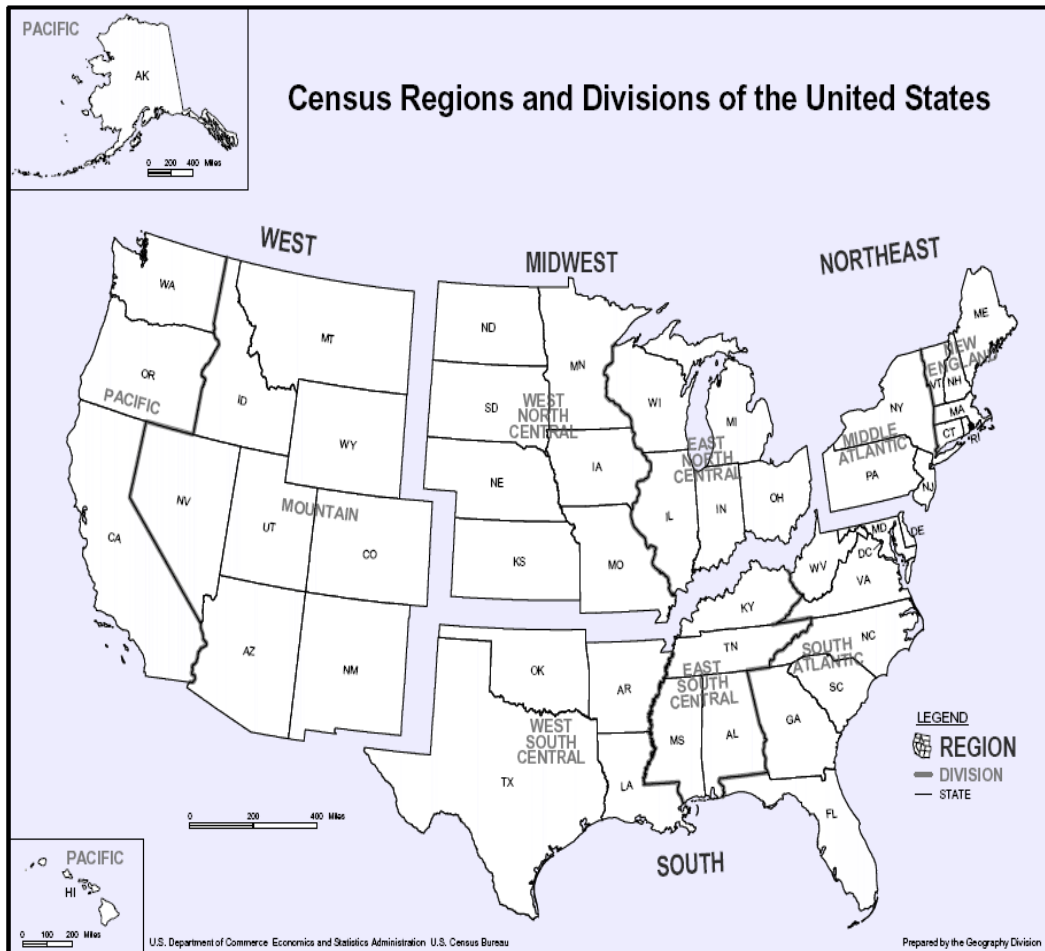 PACIFIC
AK
0 200 400 Miles
Census Regions and Divisions of the United States
WEST
MIDWEST
NORTHEAST
WA
MT
OR
PACIFIC
ID
WY
NV
UT
MOUNTAIN
CO
CA
AZ
NM
ND
MN
SD
WEST
NORTH
CENTRAL
NE
IA
KS
MO
WI
MI
EAST
NORTH
CENTRAL
IL
IN
OH
ME
NEW
ENGLAND
VT
NH
MA
CT
RI
NY
MIDDLE
ATLANTIC
PA
NJ
MD
DE
DC
WV
VA
KY
TN
NC
SOUTH
ATLANTIC
SC
GA
FL
EAST
SOUTH
CENTRAL
MS
AL
OK
AR
WEST
SOUTH
CENTRAL
TX
LA
SOUTH
LEGEND
REGION
DIVISION
STATE
0 200 400 Miles
PACIFIC
HI
0 100 200 Miles
U.S. Department of Commerce Economics and Statistics Administration U.S. Census Bureau
Prepared by the Geography Division